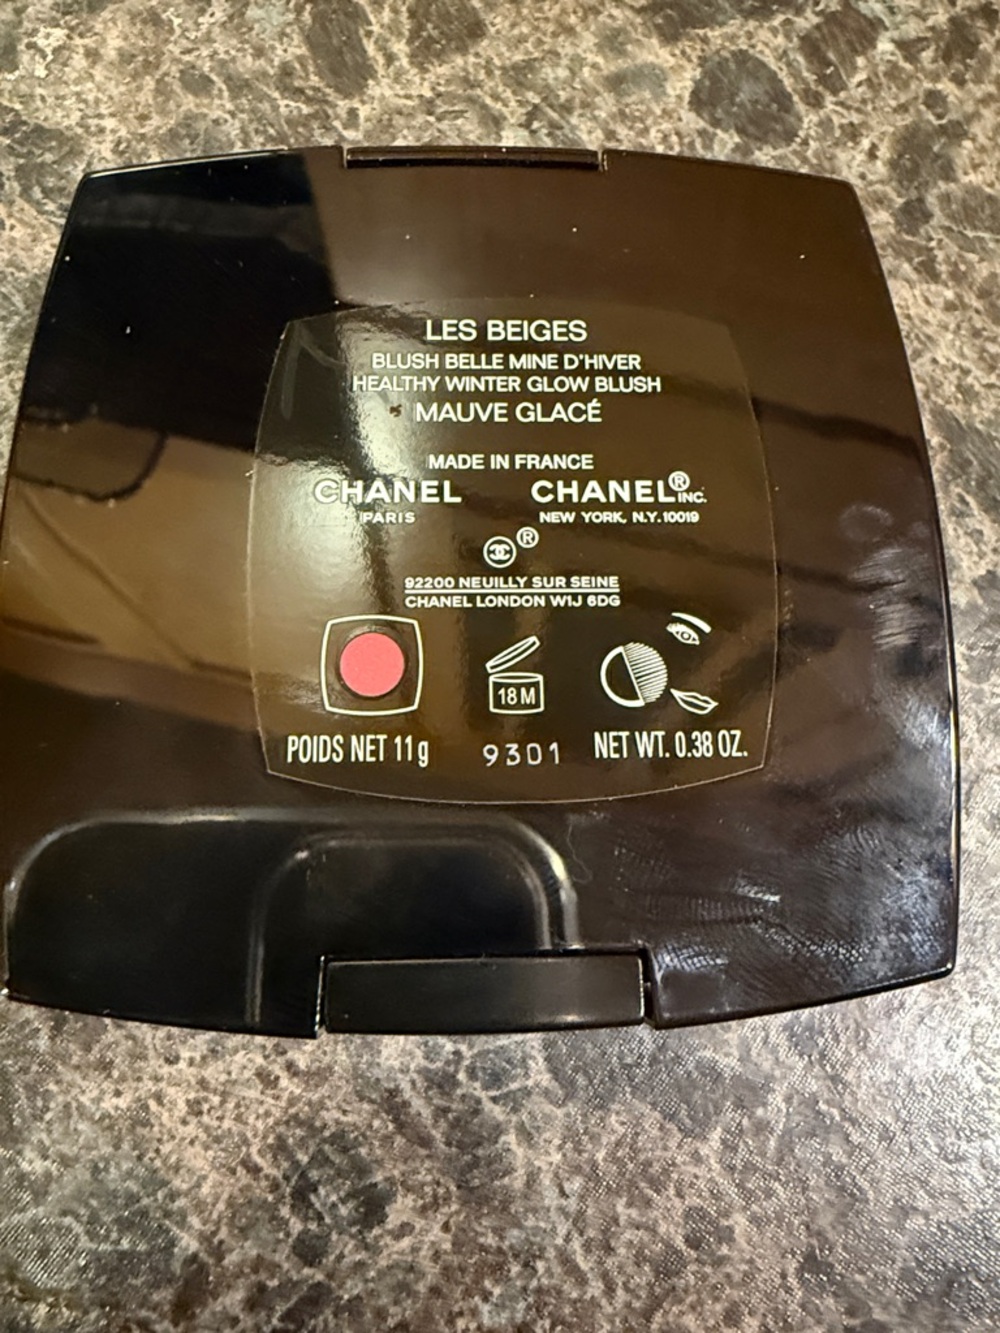 LES BEIGES
BLUSH BELLE MINE D'HIVER
HEALTHY WINTER GLOW BLUSH
MAUVE GLACÉ
MADE IN FRANCE
CHANEL CHANEL® INC.
PARIS NEW YORK, N.Y. 10019
®
92200 NEUILLY SUR SEINE
CHANEL LONDON W1J 6DG
18 M
POIDS NET 11 g 9301 NET WT. 0.38 OZ.